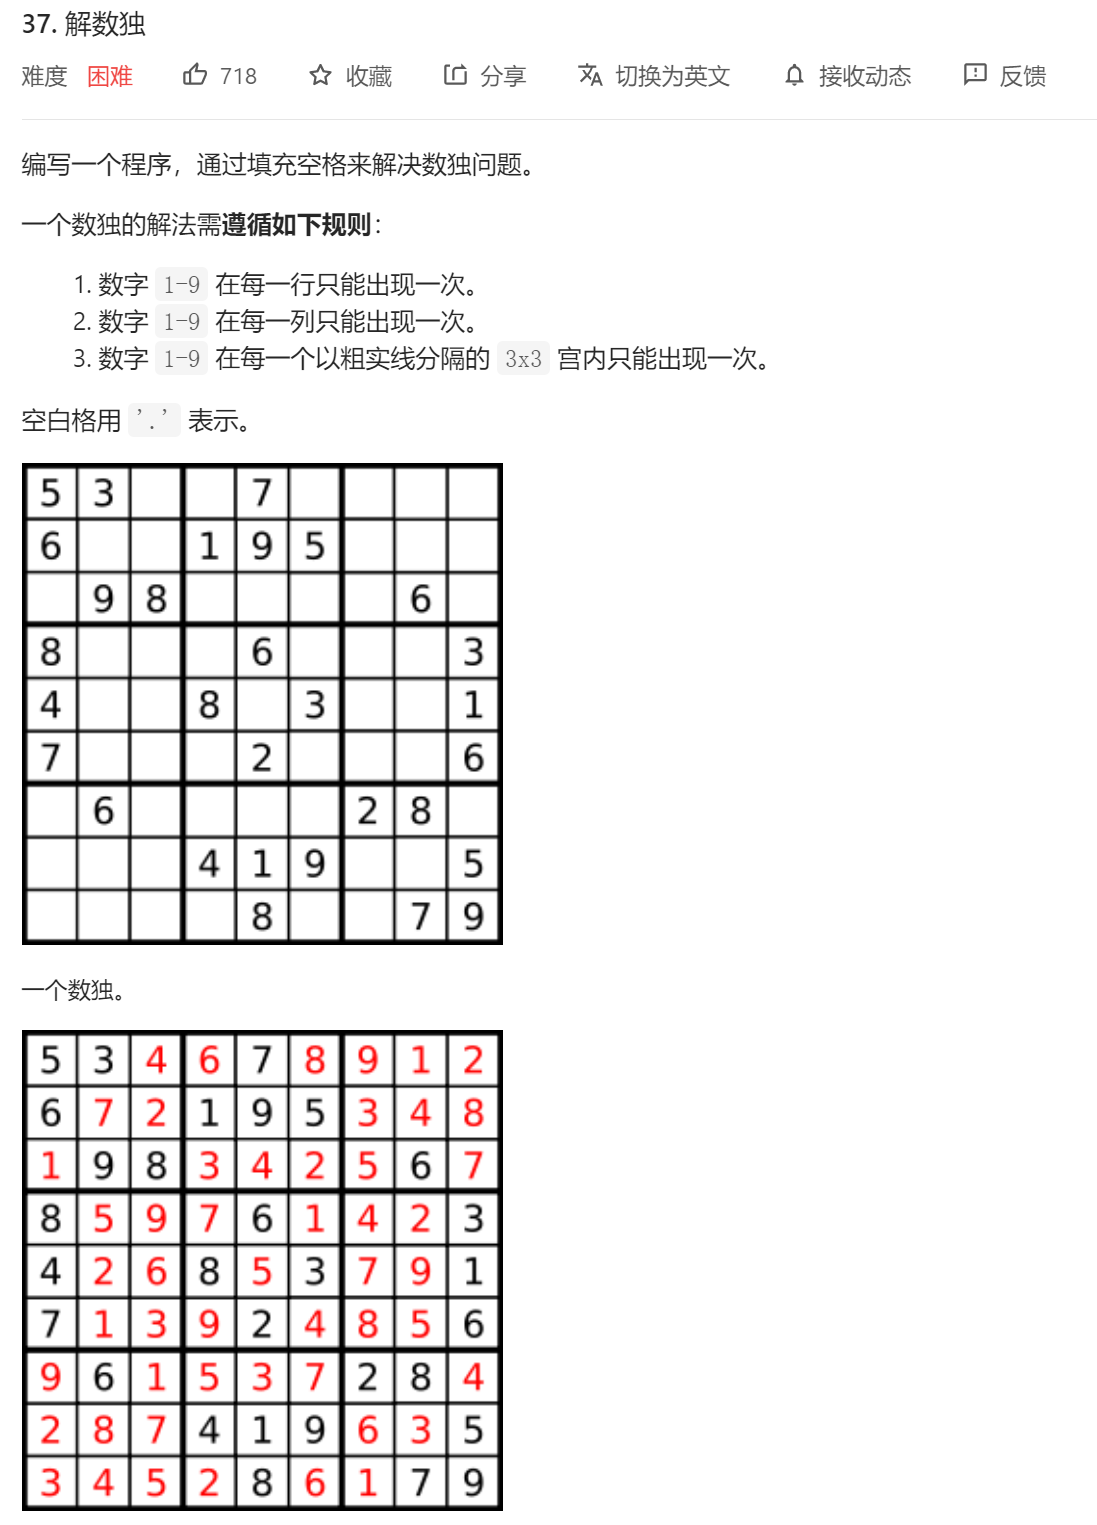 37. 解数独
难度 困难 718 收藏 分享 切换为英文 接收动态 反馈
编写一个程序，通过填充空格来解决数独问题。
一个数独的解法需遵循如下规则：
1. 数字 1-9 在每一行只能出现一次。
2. 数字 1-9 在每一列只能出现一次。
3. 数字 1-9 在每一个以粗实线分隔的 3x3 宫内只能出现一次。
空白格用 '.' 表示。
5 3 7
6 1 9 5
9 8 6
8 6 3
4 8 3 1
7 2 6
6 2 8
4 1 9 5
8 7 9
一个数独。
5 3 4 6 7 8 9 1 2
6 7 2 1 9 5 3 4 8
1 9 8 3 4 2 5 6 7
8 5 9 7 6 1 4 2 3
4 2 6 8 5 3 7 9 1
7 1 3 9 2 4 8 5 6
9 6 1 5 3 7 2 8 4
2 8 7 4 1 9 6 3 5
3 4 5 2 8 6 1 7 9